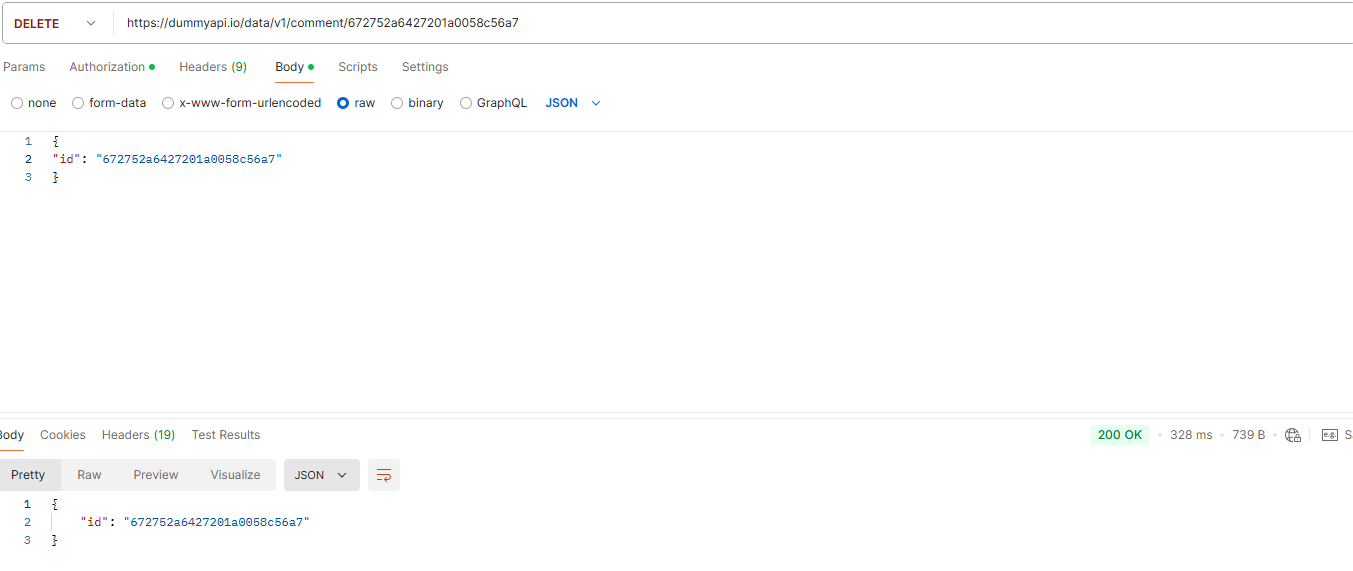 DELETE https://dummyapi.io/data/v1/comment/672752a6427201a0058c56a7
Params Authorization Headers (9) Body Scripts Settings
none form-data x-www-form-urlencoded raw binary GraphQL JSON
1 {
2 "id": "672752a6427201a0058c56a7"
3 }
Body Cookies Headers (19) Test Results 200 OK 328 ms 739 B e.g. Sa
Pretty Raw Preview Visualize JSON
1 {
2 "id": "672752a6427201a0058c56a7"
3 }